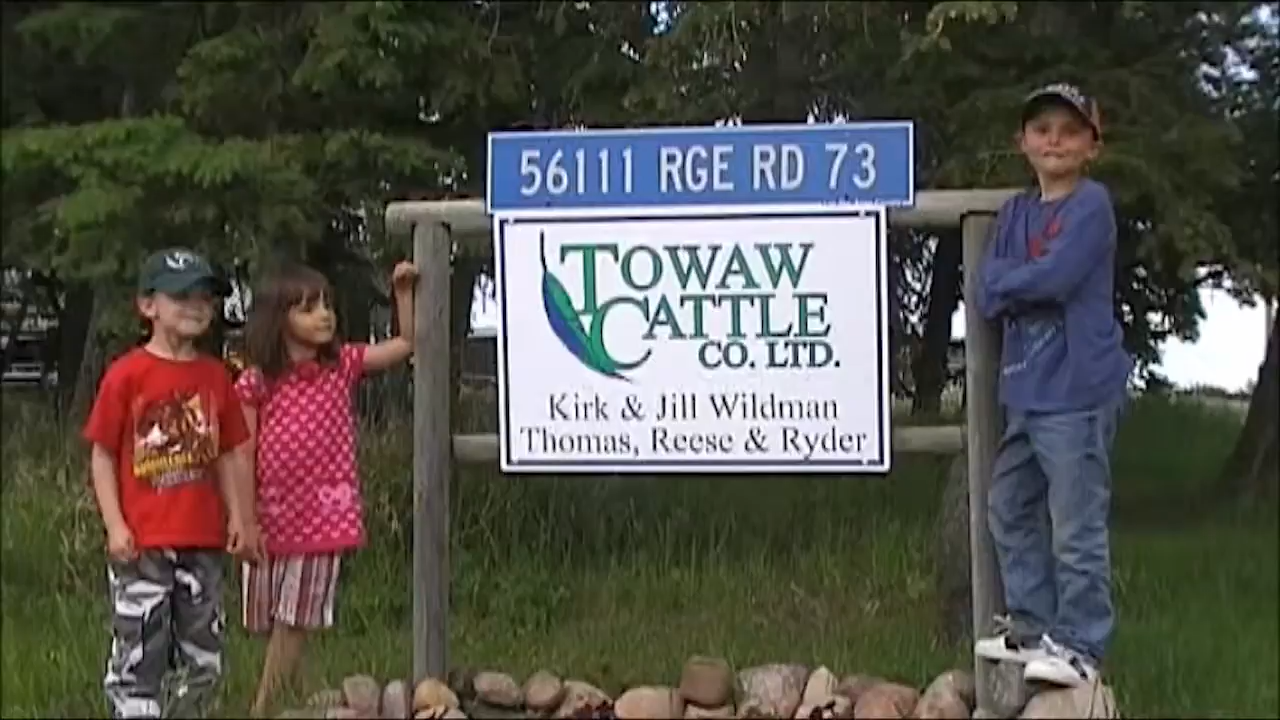 56111 RGE RD 73
TOWAW
CATTLE
CO. LTD.
Kirk & Jill Wildman
Thomas, Reese & Ryder